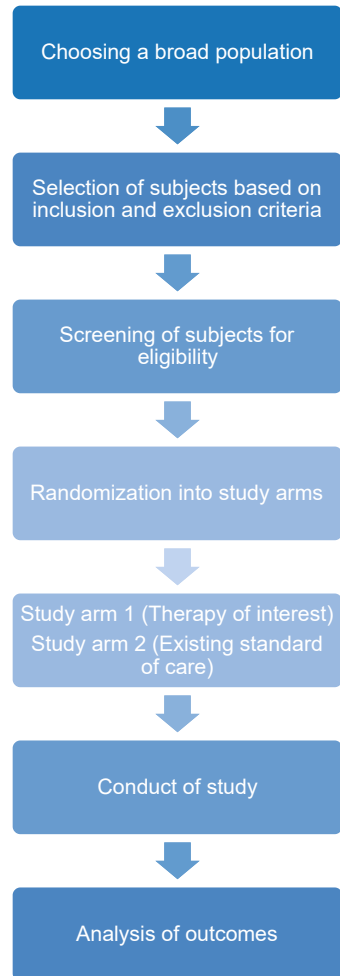 Choosing a broad population
Selection of subjects based on
inclusion and exclusion criteria
Screening of subjects for
eligibility
Randomization into study arms
Study arm 1 (Therapy of interest)
Study arm 2 (Existing standard
of care)
Conduct of study
Analysis of outcomes